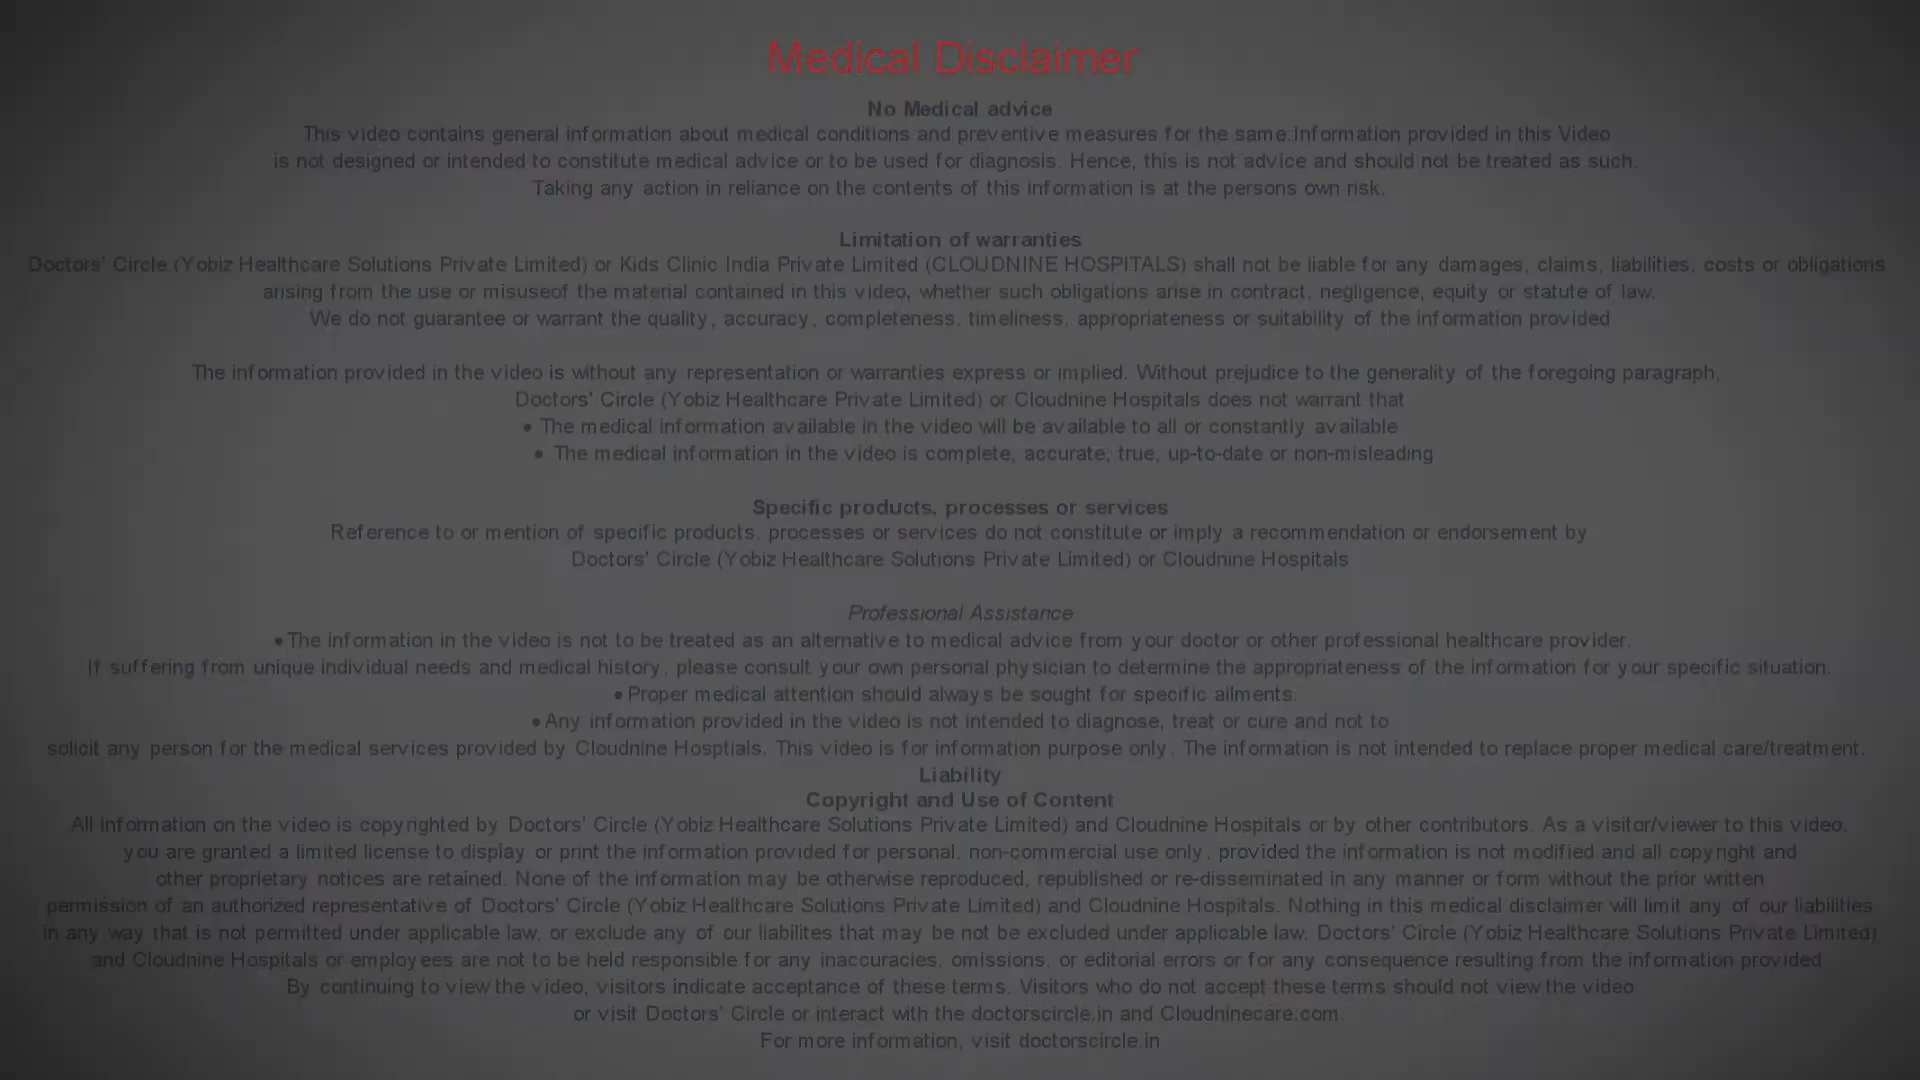 Medical Disclaimer
No Medical advice
This video contains general information about medical conditions and preventive measures for the same.Information provided in this Video
is not designed or intended to constitute medical advice or to be used for diagnosis. Hence, this is not advice and should not be treated as such.
Taking any action in reliance on the contents of this information is at the persons own risk.
Limitation of warranties
Doctors' Circle (Yobiz Healthcare Solutions Private Limited) or Kids Clinic India Private Limited (CLOUDNINE HOSPITALS) shall not be liable for any damages, claims, liabilities, costs or obligations
arising from the use or misuseof the material contained in this video, whether such obligations arise in contract, negligence, equity or statute of law.
We do not guarantee or warrant the quality, accuracy, completeness, timeliness, appropriateness or suitability of the information provided
The information provided in the video is without any representation or warranties express or implied. Without prejudice to the generality of the foregoing paragraph,
Doctors' Circle (Yobiz Healthcare Private Limited) or Cloudnine Hospitals does not warrant that
• The medical information available in the video will be available to all or constantly available
• The medical information in the video is complete, accurate, true, up-to-date or non-misleading
Specific products, processes or services
Reference to or mention of specific products, processes or services do not constitute or imply a recommendation or endorsement by
Doctors' Circle (Yobiz Healthcare Solutions Private Limited) or Cloudnine Hospitals
Professional Assistance
•The information in the video is not to be treated as an alternative to medical advice from your doctor or other professional healthcare provider.
If suffering from unique individual needs and medical history, please consult your own personal physician to determine the appropriateness of the information for your specific situation.
•Proper medical attention should always be sought for specific ailments.
•Any information provided in the video is not intended to diagnose, treat or cure and not to
solicit any person for the medical services provided by Cloudnine Hosptials. This video is for information purpose only. The information is not intended to replace proper medical care/treatment.
Liability
Copyright and Use of Content
All information on the video is copyrighted by Doctors' Circle (Yobiz Healthcare Solutions Private Limited) and Cloudnine Hospitals or by other contributors. As a visitor/viewer to this video,
you are granted a limited license to display or print the information provided for personal, non-commercial use only, provided the information is not modified and all copyright and
other proprietary notices are retained. None of the information may be otherwise reproduced, republished or re-disseminated in any manner or form without the prior written
permission of an authorized representative of Doctors' Circle (Yobiz Healthcare Solutions Private Limited) and Cloudnine Hospitals. Nothing in this medical disclaimer will limit any of our liabilities
in any way that is not permitted under applicable law, or exclude any of our liabilites that may be not be excluded under applicable law. Doctors' Circle (Yobiz Healthcare Solutions Private Limited)
and Cloudnine Hospitals or employees are not to be held responsible for any inaccuracies, omissions, or editorial errors or for any consequence resulting from the information provided
By continuing to view the video, visitors indicate acceptance of these terms. Visitors who do not accept these terms should not view the video
or visit Doctors' Circle or interact with the doctorscircle.in and Cloudninecare.com.
For more information, visit doctorscircle.in